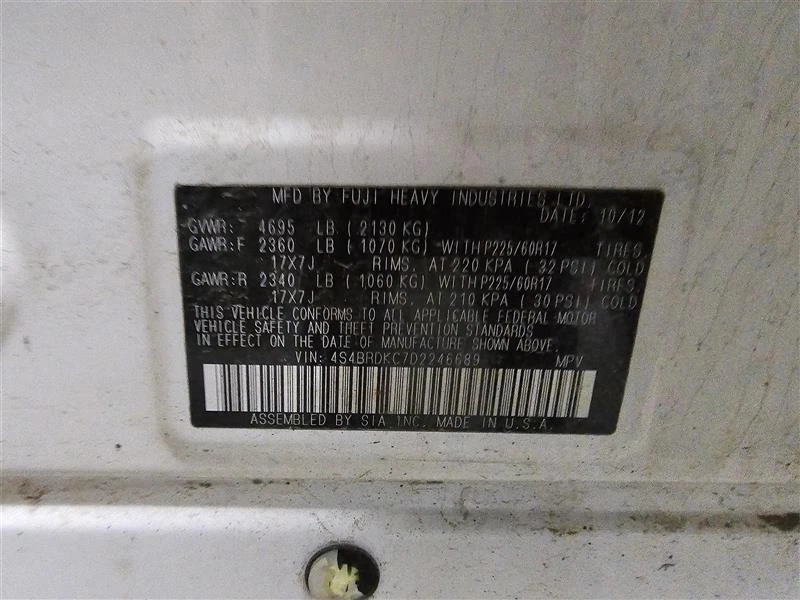 MFD BY FUJI HEAVY INDUSTRIES LTD.
DATE: 10/12
GVWR: 4695 LB ( 2130 KG)
GAWR:F 2360 LB ( 1070 KG) WITH P225/60R17 TIRES,
17X7J RIMS, AT 220 KPA ( 32 PSI) COLD
GAWR:R 2340 LB ( 1060 KG) WITH P225/60R17 TIRES,
17X7J RIMS, AT 210 KPA ( 30 PSI) COLD
THIS VEHICLE CONFORMS TO ALL APPLICABLE FEDERAL MOTOR
VEHICLE SAFETY AND THEFT PREVENTION STANDARDS
IN EFFECT ON THE DATE OF MANUFACTURE SHOWN ABOVE.
VIN: 4S4BRDKC7D2246689 MPV
ASSEMBLED BY SIA INC. MADE IN U.S.A.